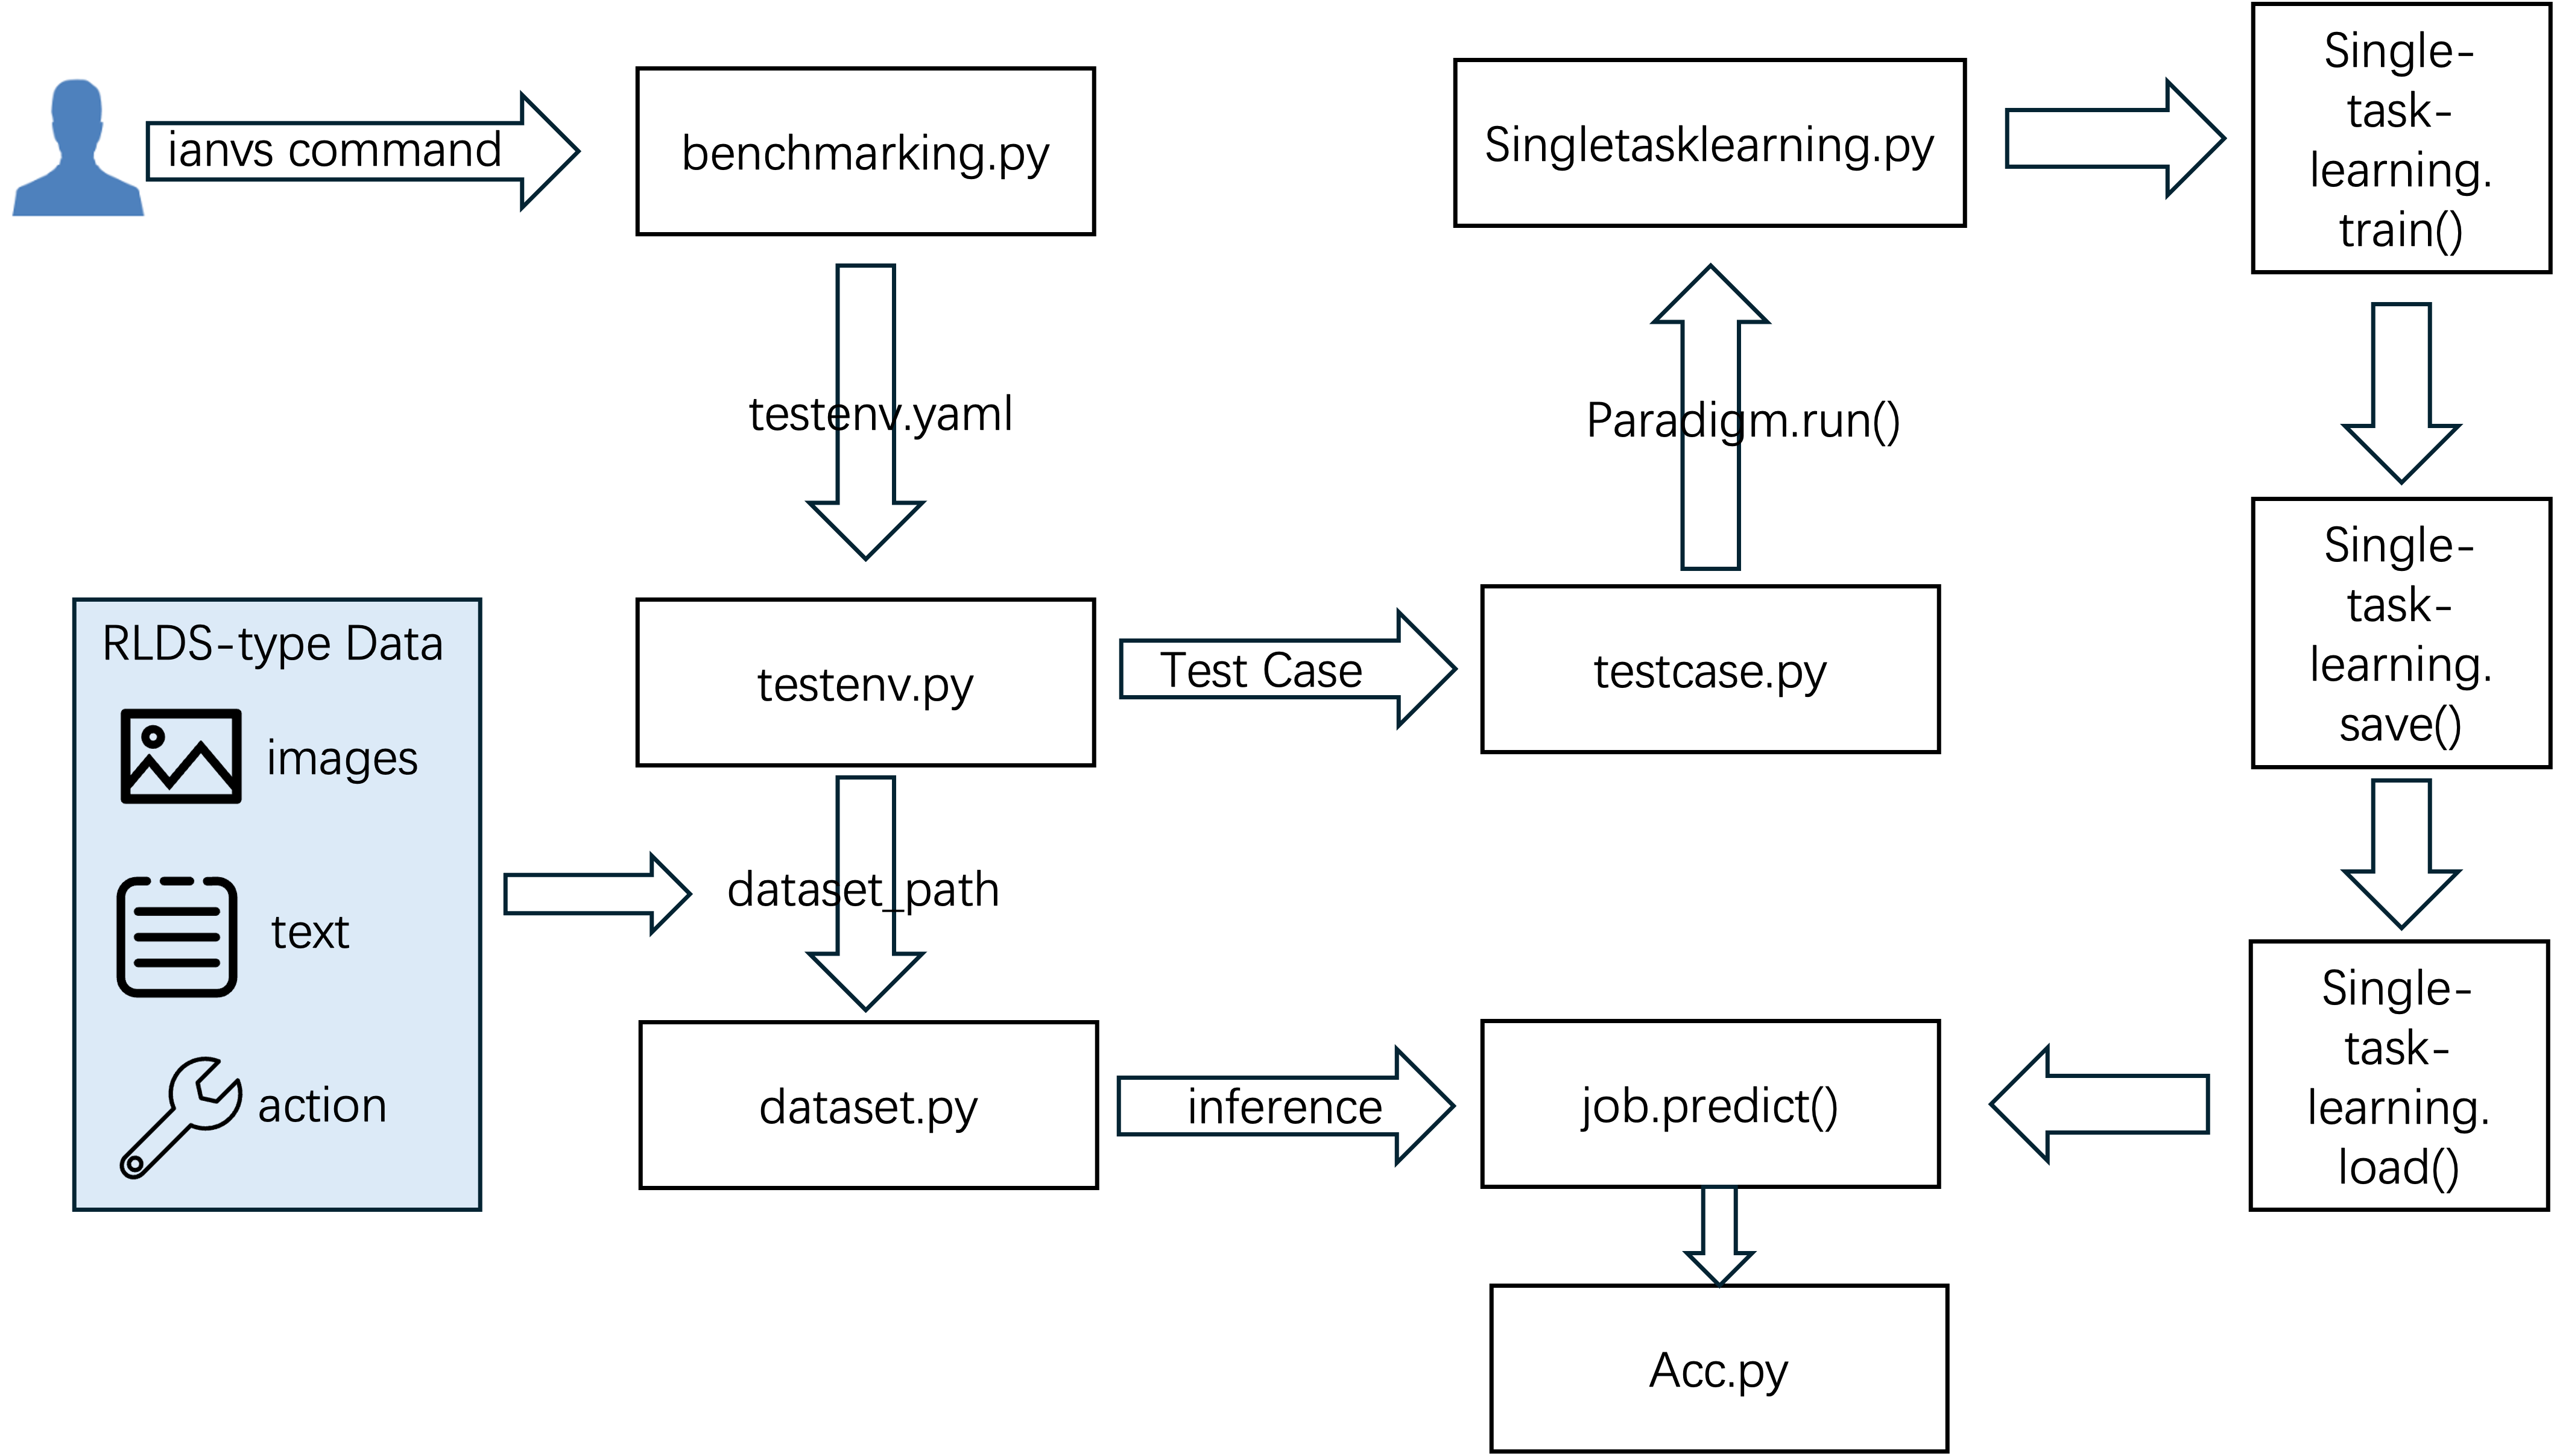 ianvs command
benchmarking.py
Singletasklearning.py
Single-
task-
learning.
train()
testenv.yaml
Paradigm.run()
Single-
task-
learning.
save()
RLDS-type Data
images
text
action
testenv.py
Test Case
testcase.py
dataset_path
dataset.py
inference
job.predict()
Single-
task-
learning.
load()
Acc.py